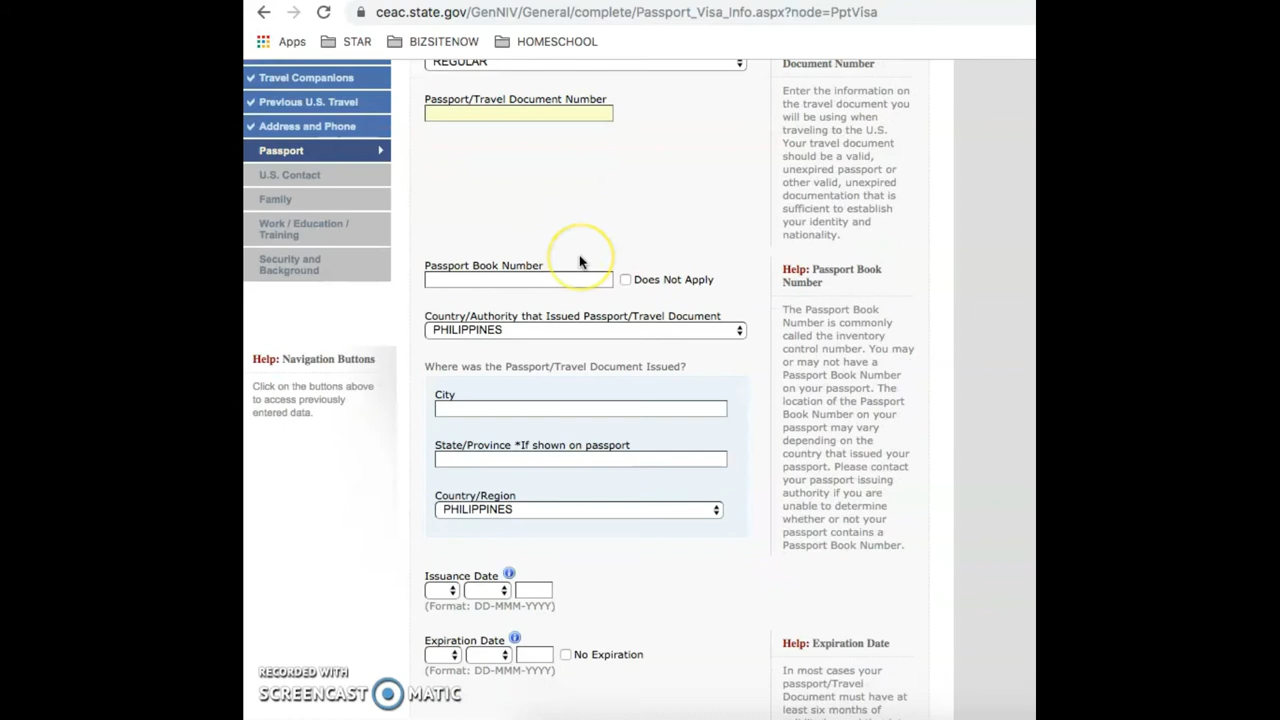 ceac.state.gov/GenNIV/General/complete/Passport_Visa_Info.aspx?node=PptVisa
Apps STAR BIZSITENOW HOMESCHOOL
Travel Companions
Previous U.S. Travel
Address and Phone
Passport
U.S. Contact
Family
Work / Education /
Training
Security and
Background
Help: Navigation Buttons
Click on the buttons above
to access previously
entered data.
REGULAR
Passport/Travel Document Number
Passport Book Number
Does Not Apply
Country/Authority that Issued Passport/Travel Document
PHILIPPINES
Where was the Passport/Travel Document Issued?
City
State/Province *If shown on passport
Country/Region
PHILIPPINES
Issuance Date
(Format: DD-MMM-YYYY)
Expiration Date
No Expiration
(Format: DD-MMM-YYYY)
Document Number
Enter the information on
the travel document you
will be using when
traveling to the U.S.
Your travel document
should be a valid,
unexpired passport or
other valid, unexpired
documentation that is
sufficient to establish
your identity and
nationality.
Help: Passport Book
Number
The Passport Book
Number is commonly
called the inventory
control number. You may
or may not have a
Passport Book Number
on your passport. The
location of the Passport
Book Number on your
passport may vary
depending on the
country that issued your
passport. Please contact
your passport issuing
authority if you are
unable to determine
whether or not your
passport contains a
Passport Book Number.
Help: Expiration Date
In most cases your
passport/Travel
Document must have at
least six months of
RECORDED WITH
SCREENCAST MATIC